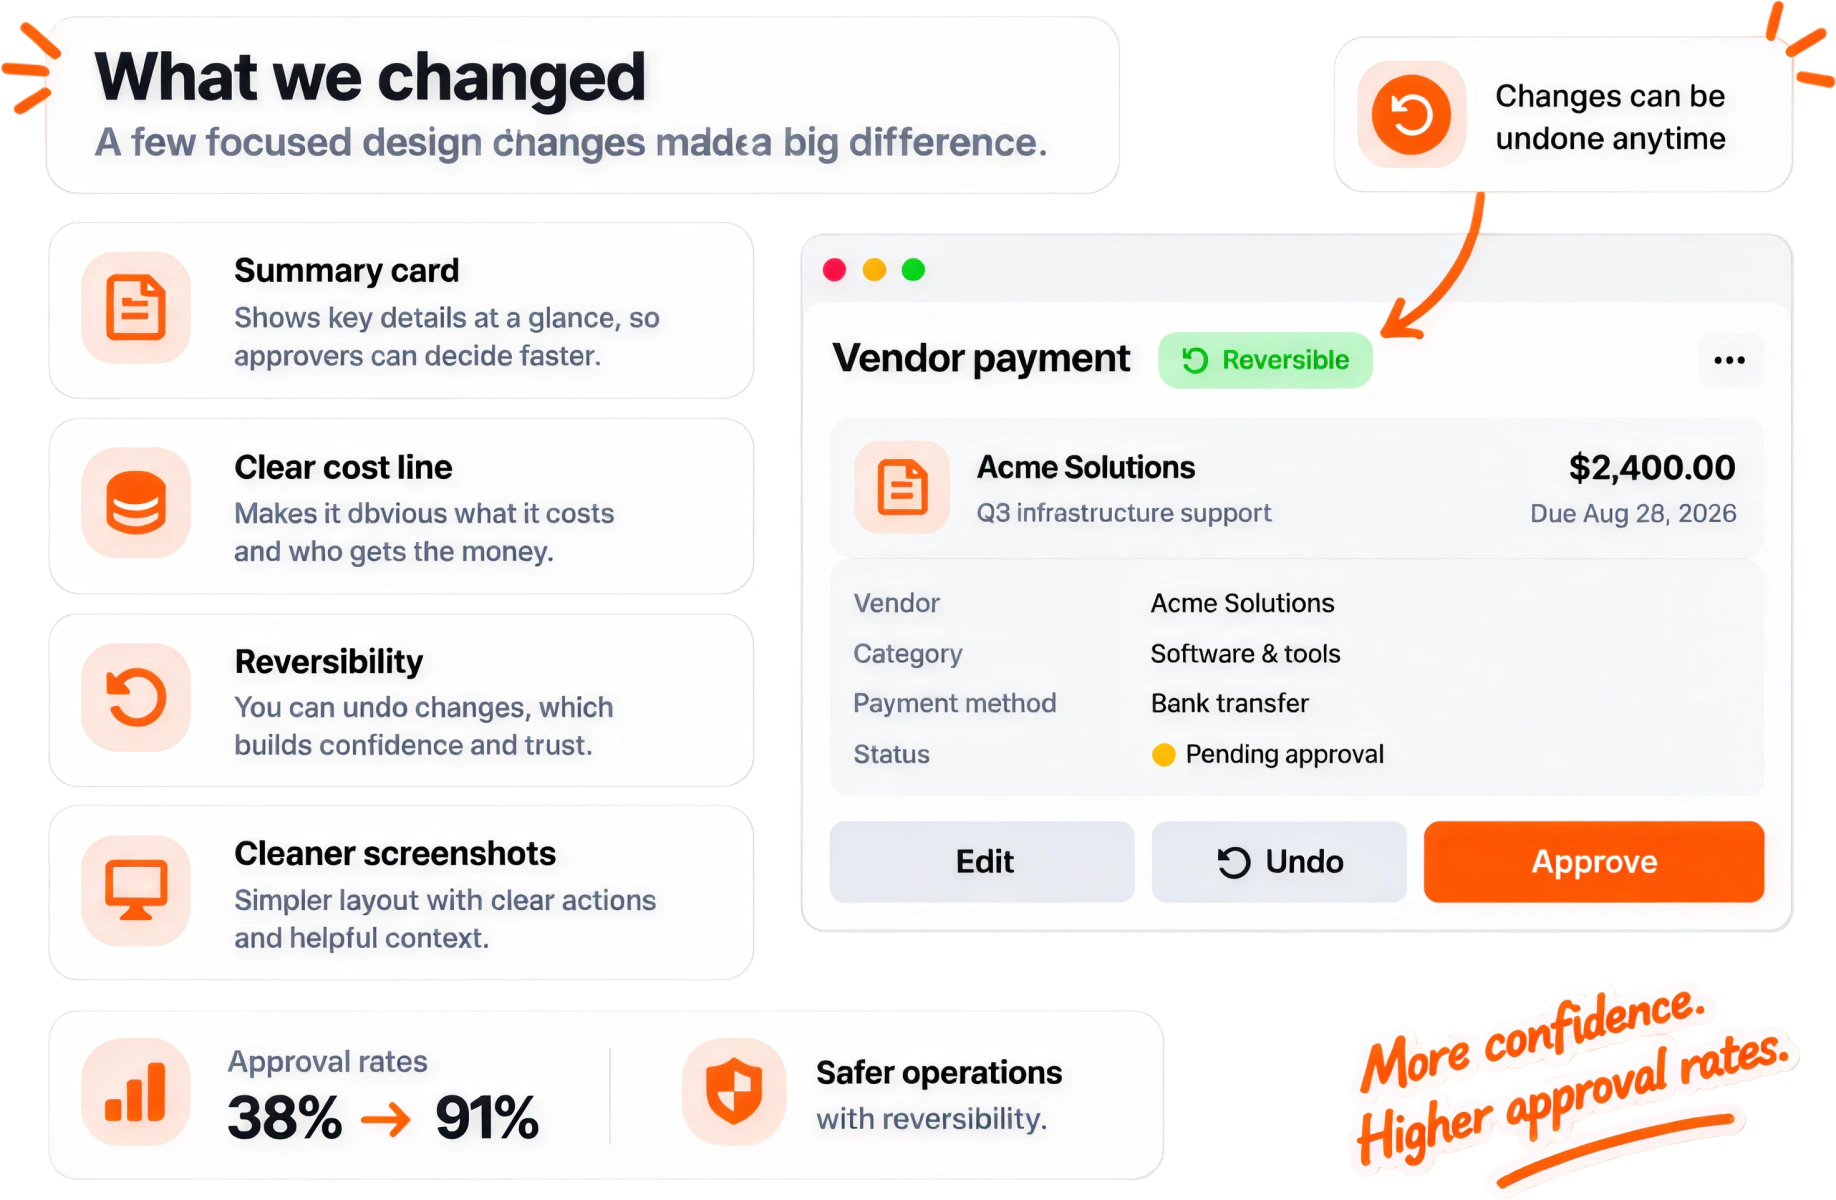 What we changed
A few focused design changes madea big difference.
Changes can be
undone anytime
Summary card
Shows key details at a glance, so
approvers can decide faster.
Clear cost line
Makes it dbvious what it costs
and who gets the money.
Reversibility
You can undo changes, which
builds confidence and trust.
Cleaner screenshots
Simpler layout with clear actions
and helpful context.
Vendor payment
Reversible
Acme Solutions
$2,400.00
Q3 infrastructure support
Due Aug 28, 2026
Vendor Acme Solutions
Category Software & tools
Payment method Bank transfer
Status Pending approval
Edit
Undo
Approve
Approval rates
38% → 91%
Safer operations
with reversibility.
More confidence.
Higher approval rates.